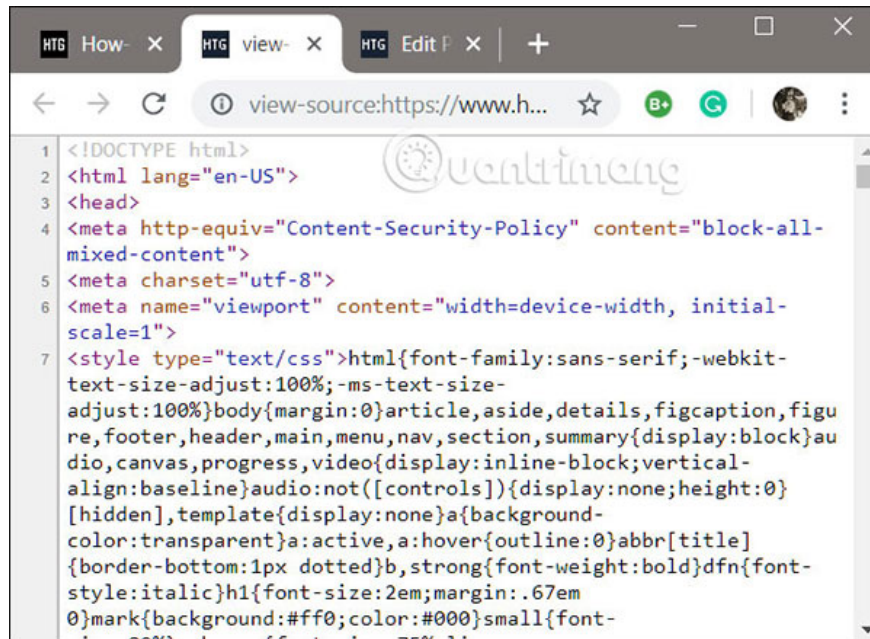 HTG How-
HTG view-
HTG Edit P
view-source:https://www.h...
B+
G
Quantrimang
1 <!DOCTYPE html>
2 <html lang="en-US">
3 <head>
4 <meta http-equiv="Content-Security-Policy" content="block-all-
mixed-content">
5 <meta charset="utf-8">
6 <meta name="viewport" content="width=device-width, initial-
scale=1">
7 <style type="text/css">html{font-family:sans-serif;-webkit-
text-size-adjust:100%;-ms-text-size-
adjust:100%}body{margin:0}article,aside,details,figcaption,figu
re,footer,header,main,menu,nav,section,summary{display:block}au
dio,canvas,progress,video{display:inline-block;vertical-
align:baseline}audio:not([controls]){display:none;height:0}
[hidden],template{display:none}a{background-
color:transparent}a:active,a:hover{outline:0}abbr[title]
{border-bottom:1px dotted}b,strong{font-weight:bold}dfn{font-
style:italic}h1{font-size:2em;margin:.67em
0}mark{background:#ff0;color:#000}small{font-